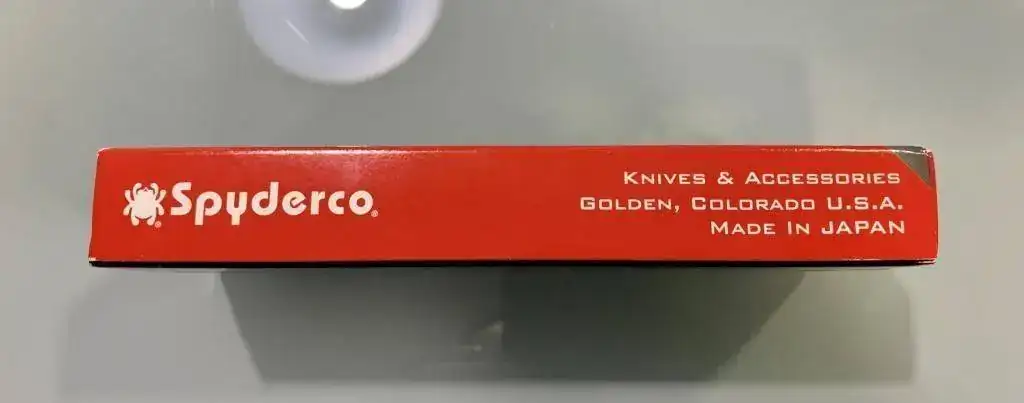 Spyderco®
KNIVES & ACCESSORIES
GOLDEN, COLORADO U.S.A.
MADE IN JAPAN